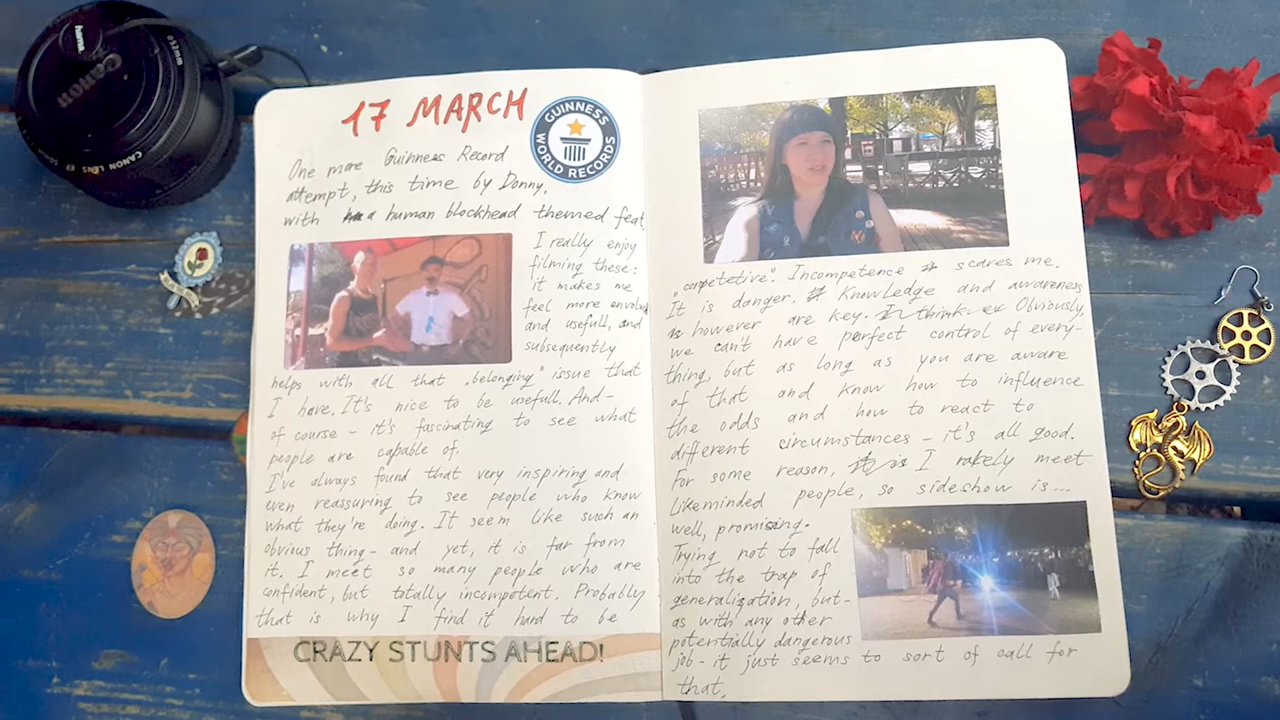 Canon
hama.
Ø52mm
CANON LENS
17 MARCH
GUINNESS
WORLD RECORDS
One more Guinness Record
attempt, this time by Donny,
with a human blockhead themed feat.
I really enjoy
filming these:
it makes me
feel more envolved
and usefull, and
subsequently
helps with all that „belonging" issue that
I have. It's nice to be usefull. And-
of course - it's fascinating to see what
people are capable of.
I've always found that very inspiring and
even reassuring to see people who know
what they're doing. It seem like such an
obvious thing - and yet, it is far from
it. I meet so many people who are
confident, but totally incompotent. Probably
that is why I find it hard to be
CRAZY STUNTS AHEAD!
„competetive". Incompetence scares me.
It is danger. Knowledge and awareness
however are key. Obviously,
we can't have perfect control of every-
thing, but as long as you are aware
of that and know how to influence
the odds and how to react to
different circumstances - it's all good.
For some reason, I rarely meet
likeminded people, so sideshow is...
well, promising.
Trying not to fall
into the trap of
generalization, but-
as with any other
potentially dangerous
job - it just seems to sort of call for
that.